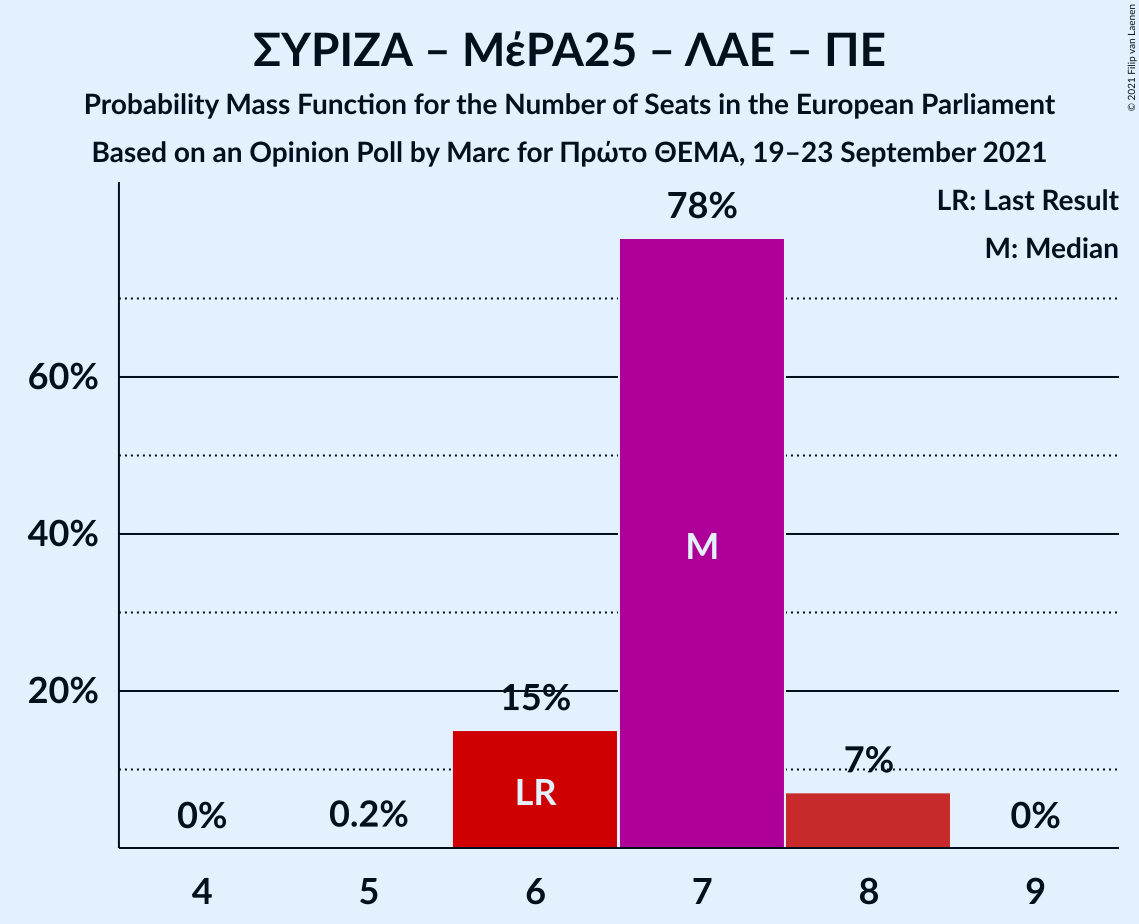 ΣΥΡΙΖΑ – ΜέΡΑ25 – ΛΑΕ – ΠΕ
Probability Mass Function for the Number of Seats in the European Parliament
Based on an Opinion Poll by Marc for Πρώτο ΘΕΜΑ, 19–23 September 2021
© 2021 Filip van Laenen
LR: Last Result
M: Median
78%
60%
40%
M
20%
15%
7%
LR
0%
0.2%
0%
4 5 6 7 8 9